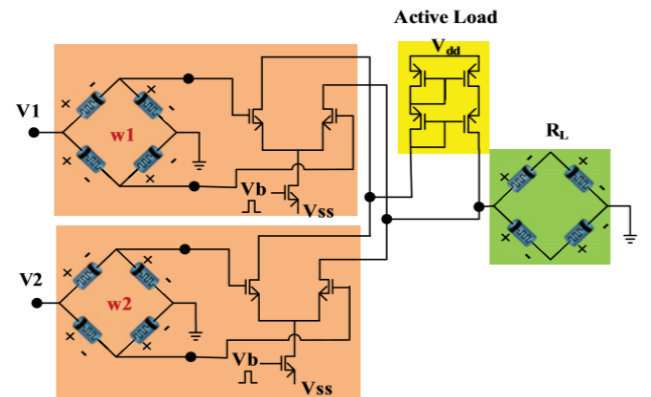 Active Load
Vdd
V1
+
-
+
-
w1
+
-
+
-
Vb
Vss
RL
+
-
+
-
+
-
+
-
V2
+
-
+
-
w2
+
-
+
-
Vb
Vss